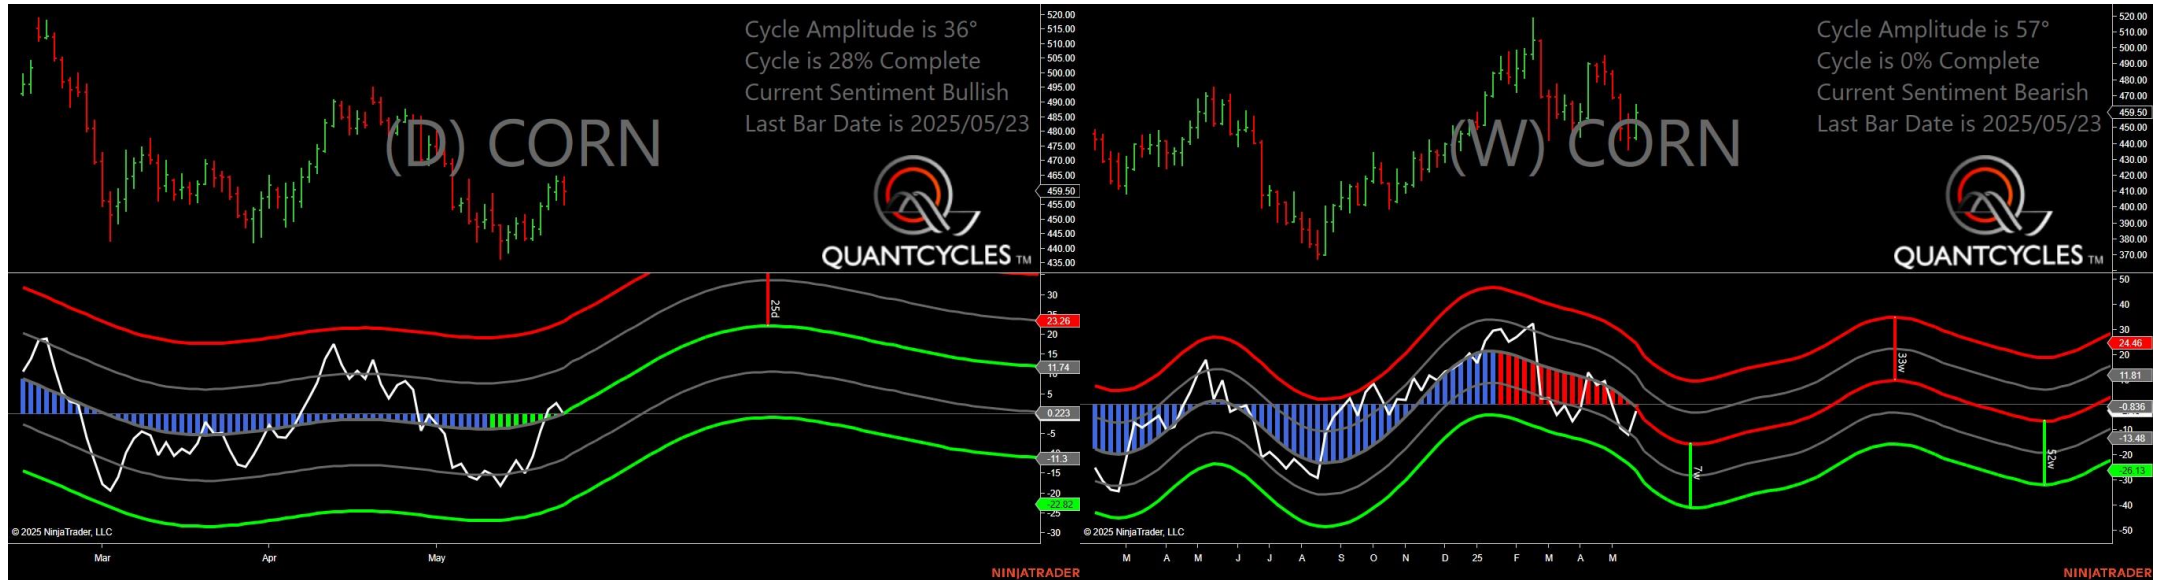 Cycle Amplitude is 36°
Cycle is 28% Complete
Current Sentiment Bullish
Last Bar Date is 2025/05/23
(D) CORN
QUANTCYCLES TM
520.00
515.00
510.00
505.00
500.00
495.00
490.00
485.00
480.00
475.00
470.00
465.00
459.50
455.00
450.00
445.00
440.00
435.00
25d
30
23.26
20
15
11.74
5
0.223
-5
-11.3
-15
-20
-22.82
-25
-30
© 2025 NinjaTrader, LLC
Mar Apr May
NINJATRADER
Cycle Amplitude is 57°
Cycle is 0% Complete
Current Sentiment Bearish
Last Bar Date is 2025/05/23
(W) CORN
QUANTCYCLES TM
520.00
510.00
500.00
490.00
480.00
470.00
459.50
450.00
440.00
430.00
420.00
410.00
400.00
390.00
380.00
370.00
7w
33w
52w
50
40
30
24.46
20
11.81
-0.836
-10
-13.48
-20
-26.13
-30
-40
-50
© 2025 NinjaTrader, LLC
M A M J J A S O N D 25 F M A M
NINJATRADER